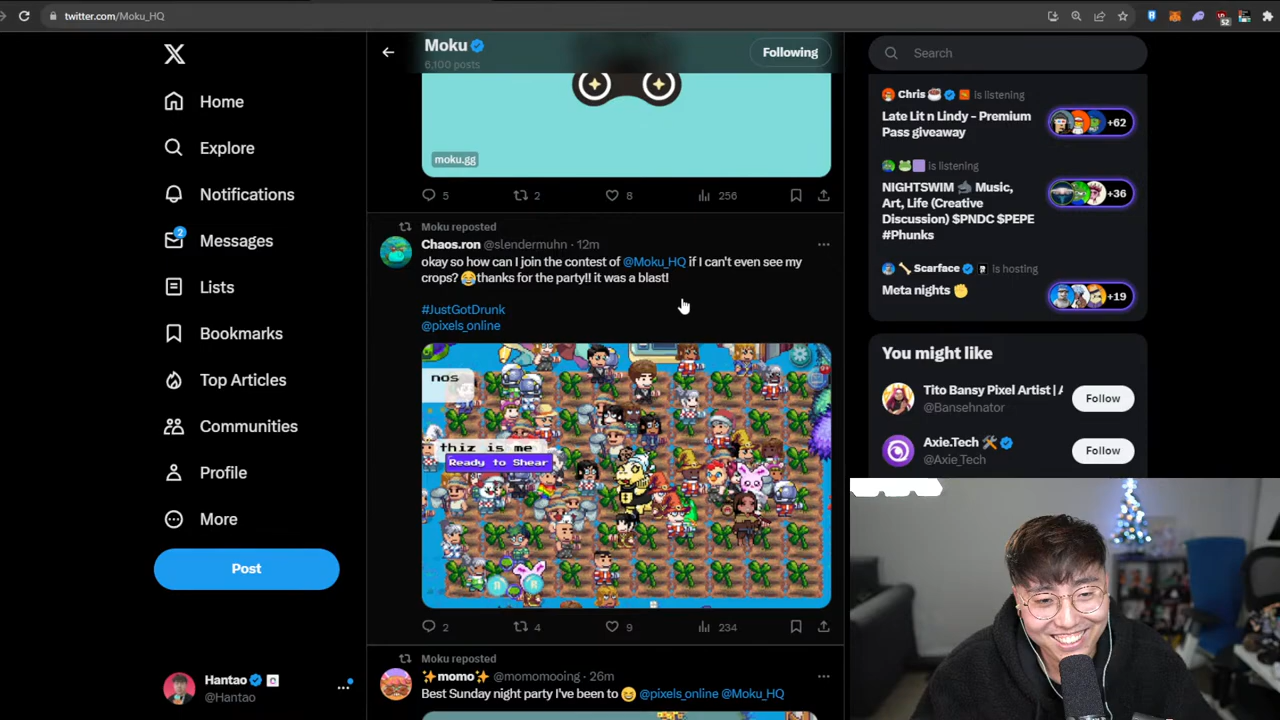 twitter.com/Moku_HQ
52
Moku
6,100 posts
Following
Search
Home
Explore
Notifications
2
Messages
Lists
Bookmarks
Top Articles
Communities
Profile
More
Post
Hantao
@Hantao
moku.gg
5
2
8
256
Moku reposted
Chaos.ron @slendermuhn · 12m
okay so how can I join the contest of @Moku_HQ if I can't even see my
crops? 😂thanks for the party!! it was a blast!
#JustGotDrunk
@pixels_online
nos
thiz is me
Ready to Shear
2
4
9
234
Moku reposted
✨momo✨ @momomooing · 26m
Best Sunday night party I've been to 😄 @pixels_online @Moku_HQ
Chris is listening
Late Lit n Lindy - Premium
Pass giveaway
+62
is listening
NIGHTSWIM 🦈 Music,
Art, Life (Creative
Discussion) $PNDC $PEPE
#Phunks
+36
Scarface is hosting
Meta nights ✊
+19
You might like
Tito Bansy Pixel Artist | A
@Bansehnator
Follow
Axie.Tech 🛠️
@Axie_Tech
Follow